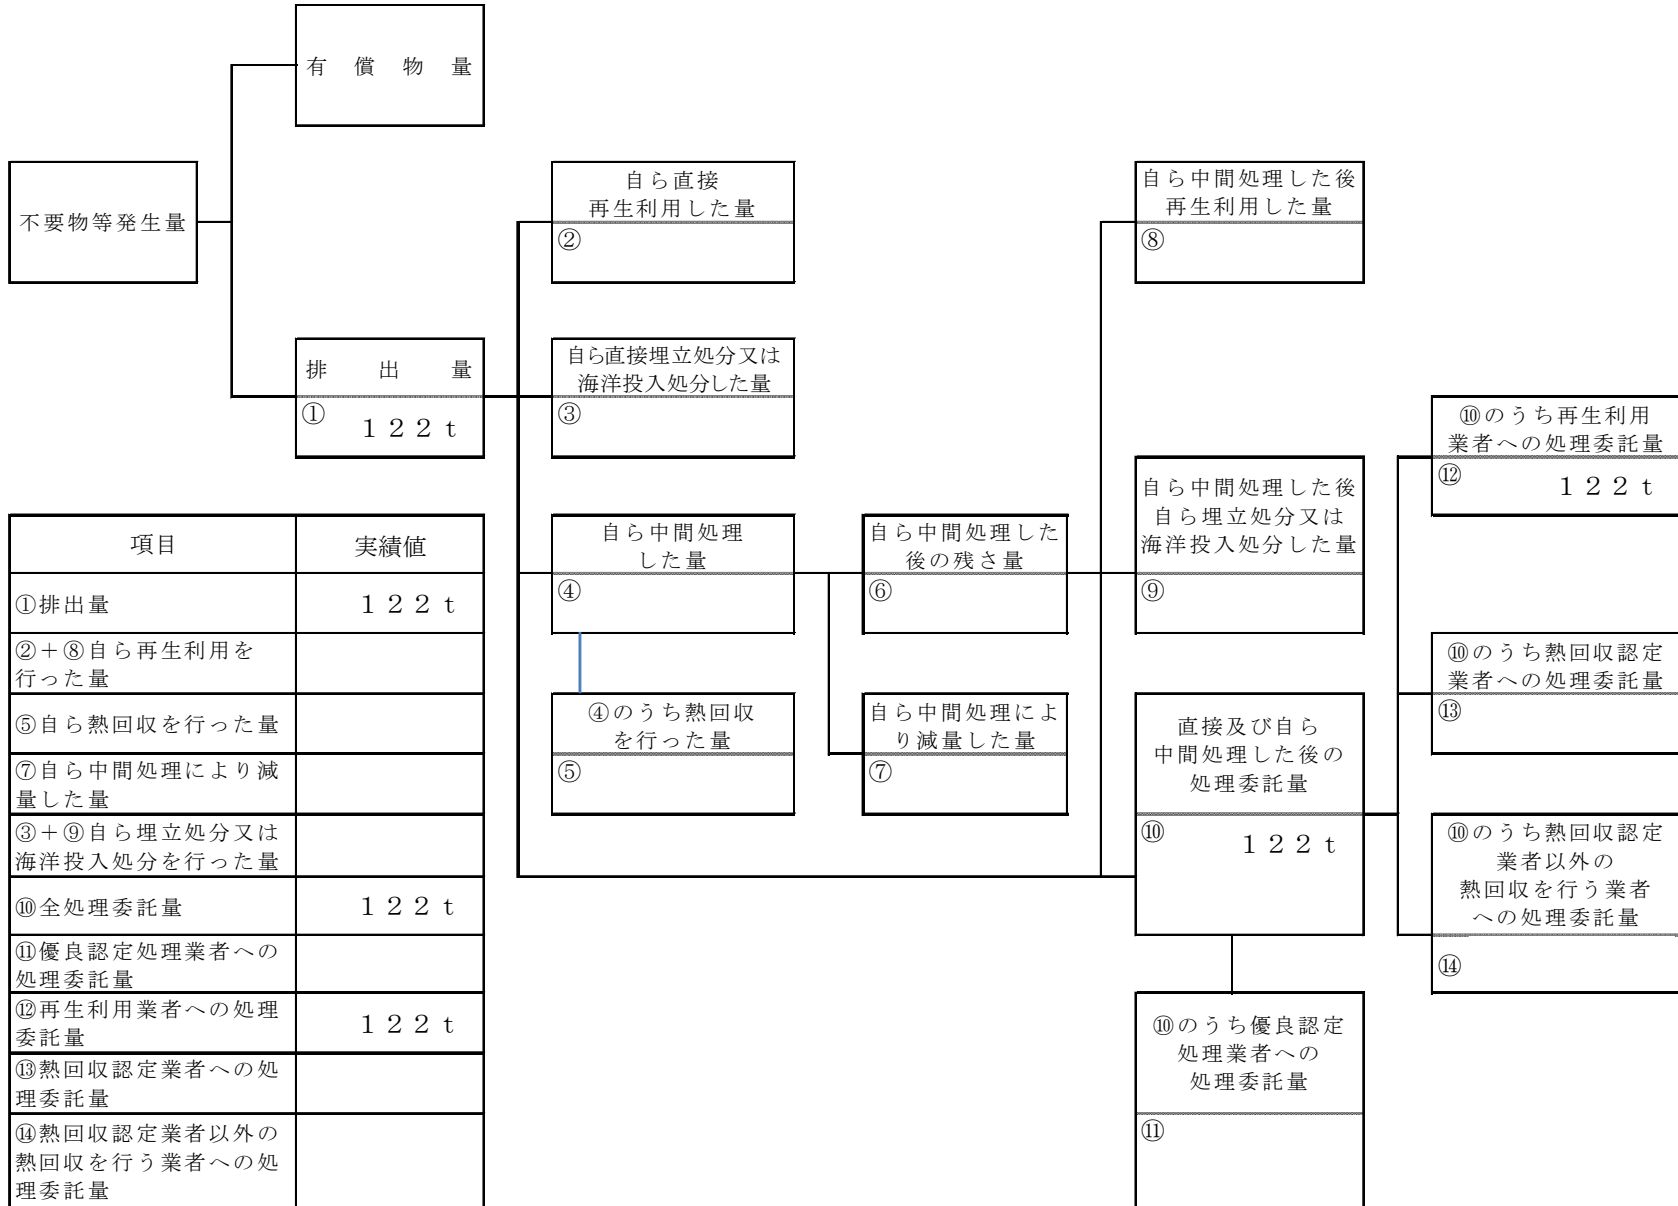 有償物量
不要物等発生量
排出量
① 122t
自ら直接
再生利用した量
②
自ら直接埋立処分又は
海洋投入処分した量
③
自ら中間処理
した量
④
④のうち熱回収
を行った量
⑤
自ら中間処理した
後の残さ量
⑥
自ら中間処理によ
り減量した量
⑦
自ら中間処理した後
再生利用した量
⑧
自ら中間処理した後
自ら埋立処分又は
海洋投入処分した量
⑨
直接及び自ら
中間処理した後の
処理委託量
⑩ 122t
⑩のうち優良認定
処理業者への
処理委託量
⑪
⑩のうち再生利用
業者への処理委託量
⑫ 122t
⑩のうち熱回収認定
業者への処理委託量
⑬
⑩のうち熱回収認定
業者以外の
熱回収を行う業者
への処理委託量
⑭
項目 実績値
①排出量 122t
②+⑧自ら再生利用を
行った量
⑤自ら熱回収を行った量
⑦自ら中間処理により減
量した量
③+⑨自ら埋立処分又は
海洋投入処分を行った量
⑩全処理委託量 122t
⑪優良認定処理業者への
処理委託量
⑫再生利用業者への処理
委託量 122t
⑬熱回収認定業者への処
理委託量
⑭熱回収認定業者以外の
熱回収を行う業者への処
理委託量